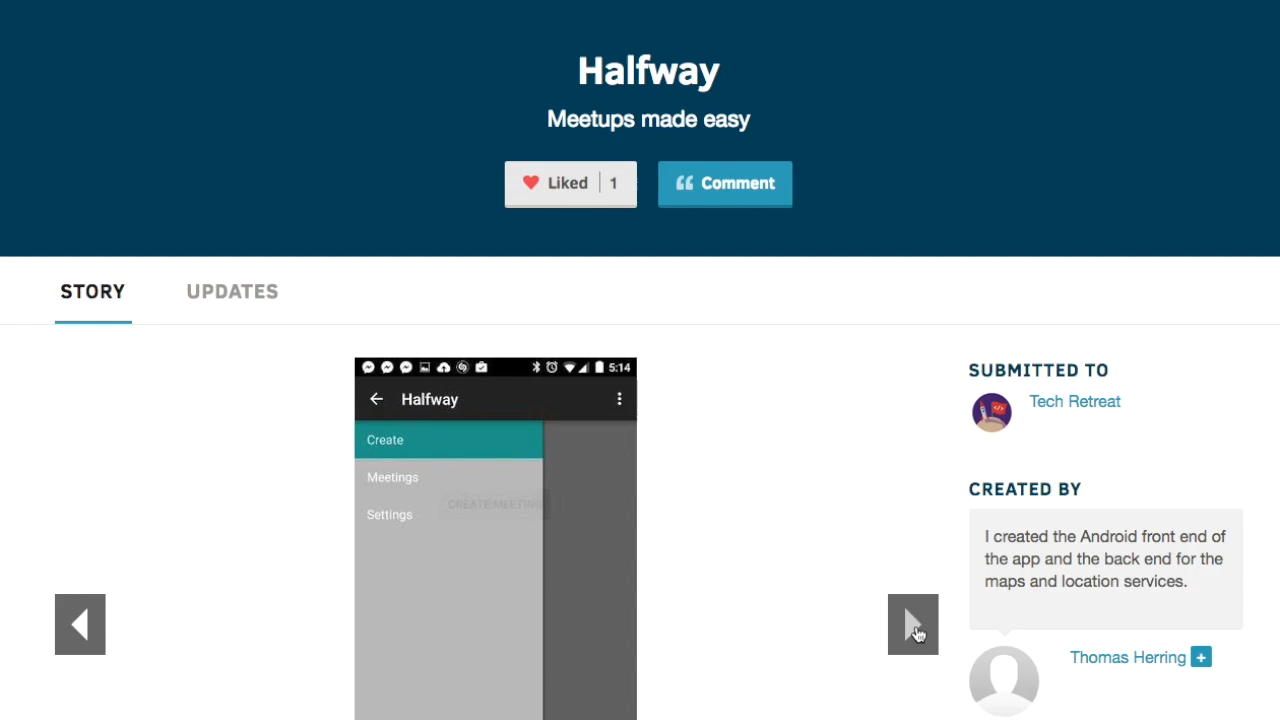 Halfway
Meetups made easy
Liked 1
Comment
STORY
UPDATES
5:14
Halfway
Create
Meetings
CREATE MEETING
Settings
SUBMITTED TO
Tech Retreat
CREATED BY
I created the Android front end of
the app and the back end for the
maps and location services.
Thomas Herring